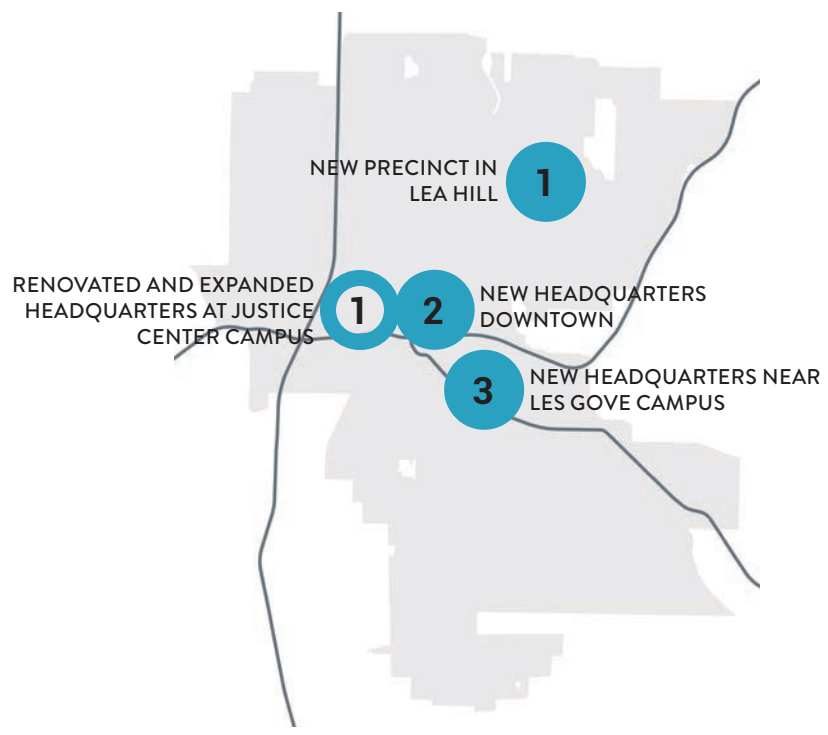 NEW PRECINCT IN
LEA HILL
1
RENOVATED AND EXPANDED
HEADQUARTERS AT JUSTICE
CENTER CAMPUS
1
2
NEW HEADQUARTERS
DOWNTOWN
3
NEW HEADQUARTERS NEAR
LES GOVE CAMPUS